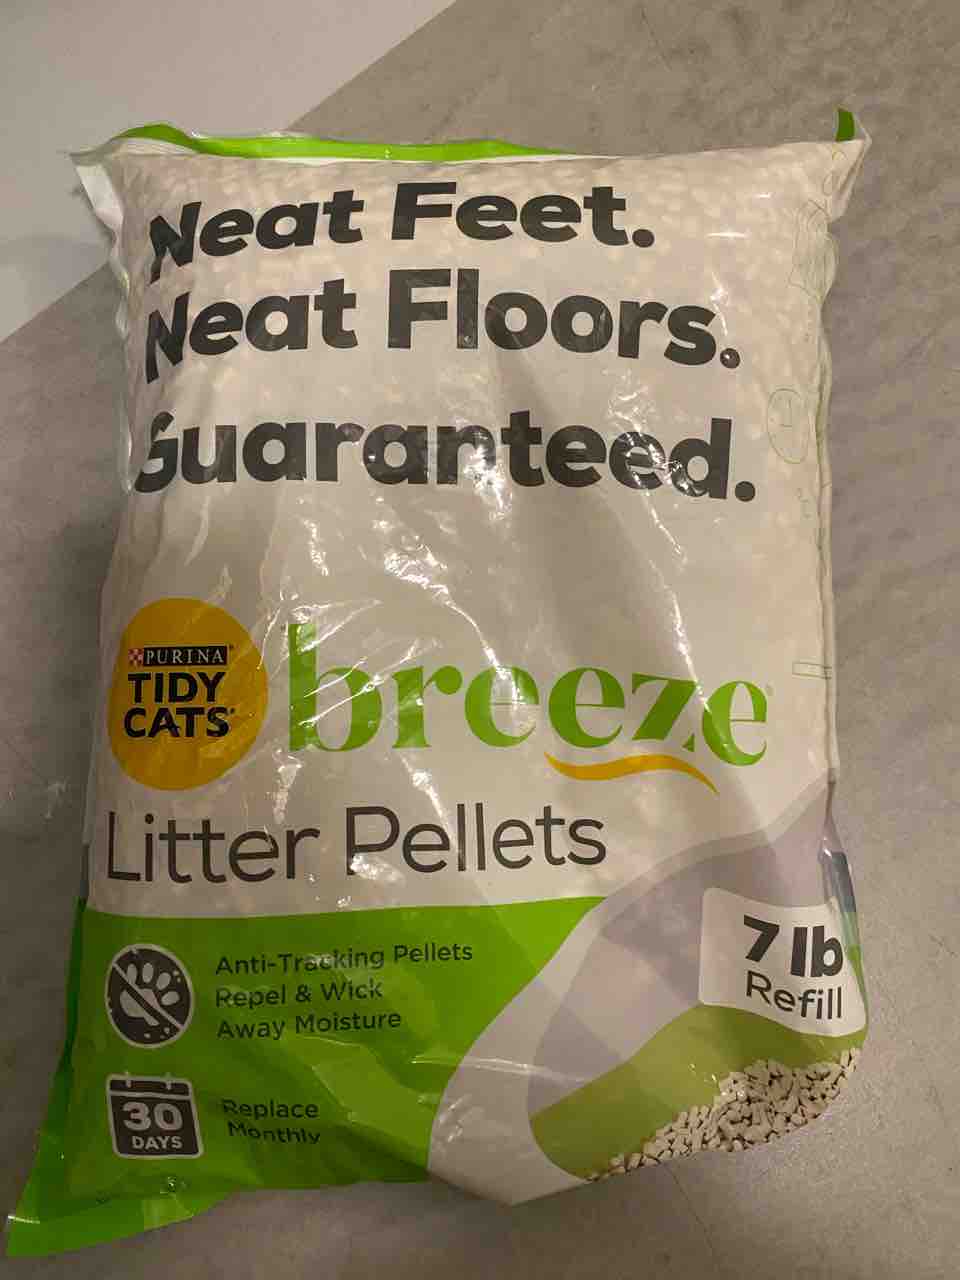 Neat Feet.
Neat Floors.
Guaranteed.
PURINA®
TIDY
CATS®
breeze®
Litter Pellets
7 lb
Refill
Anti-Tracking Pellets
Repel & Wick
Away Moisture
30
DAYS
Replace
Monthly